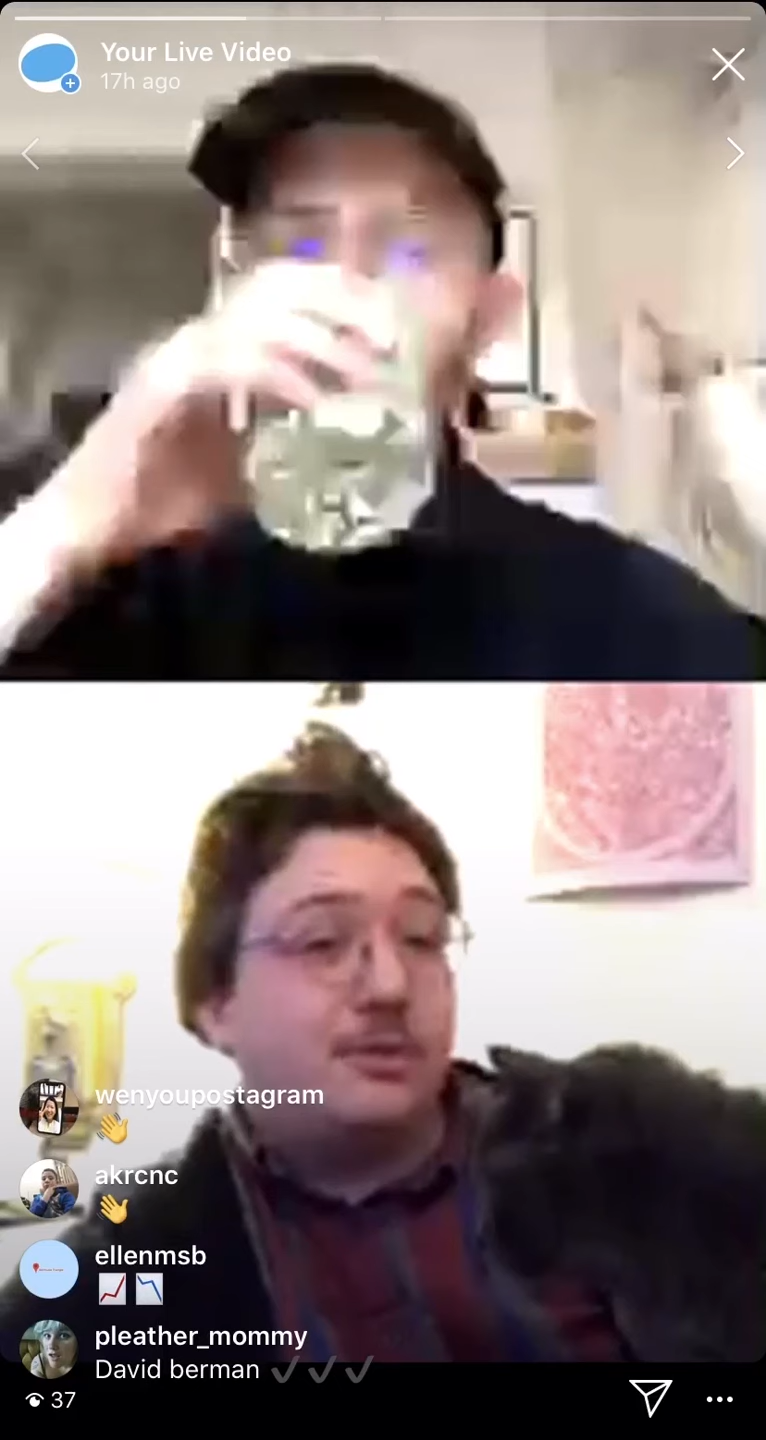 Your Live Video
17h ago
wenyoupostagram
👋
akrcnc
👋
ellenmsb
📈 📉
pleather_mommy
David berman ✔️✔️✔️
37